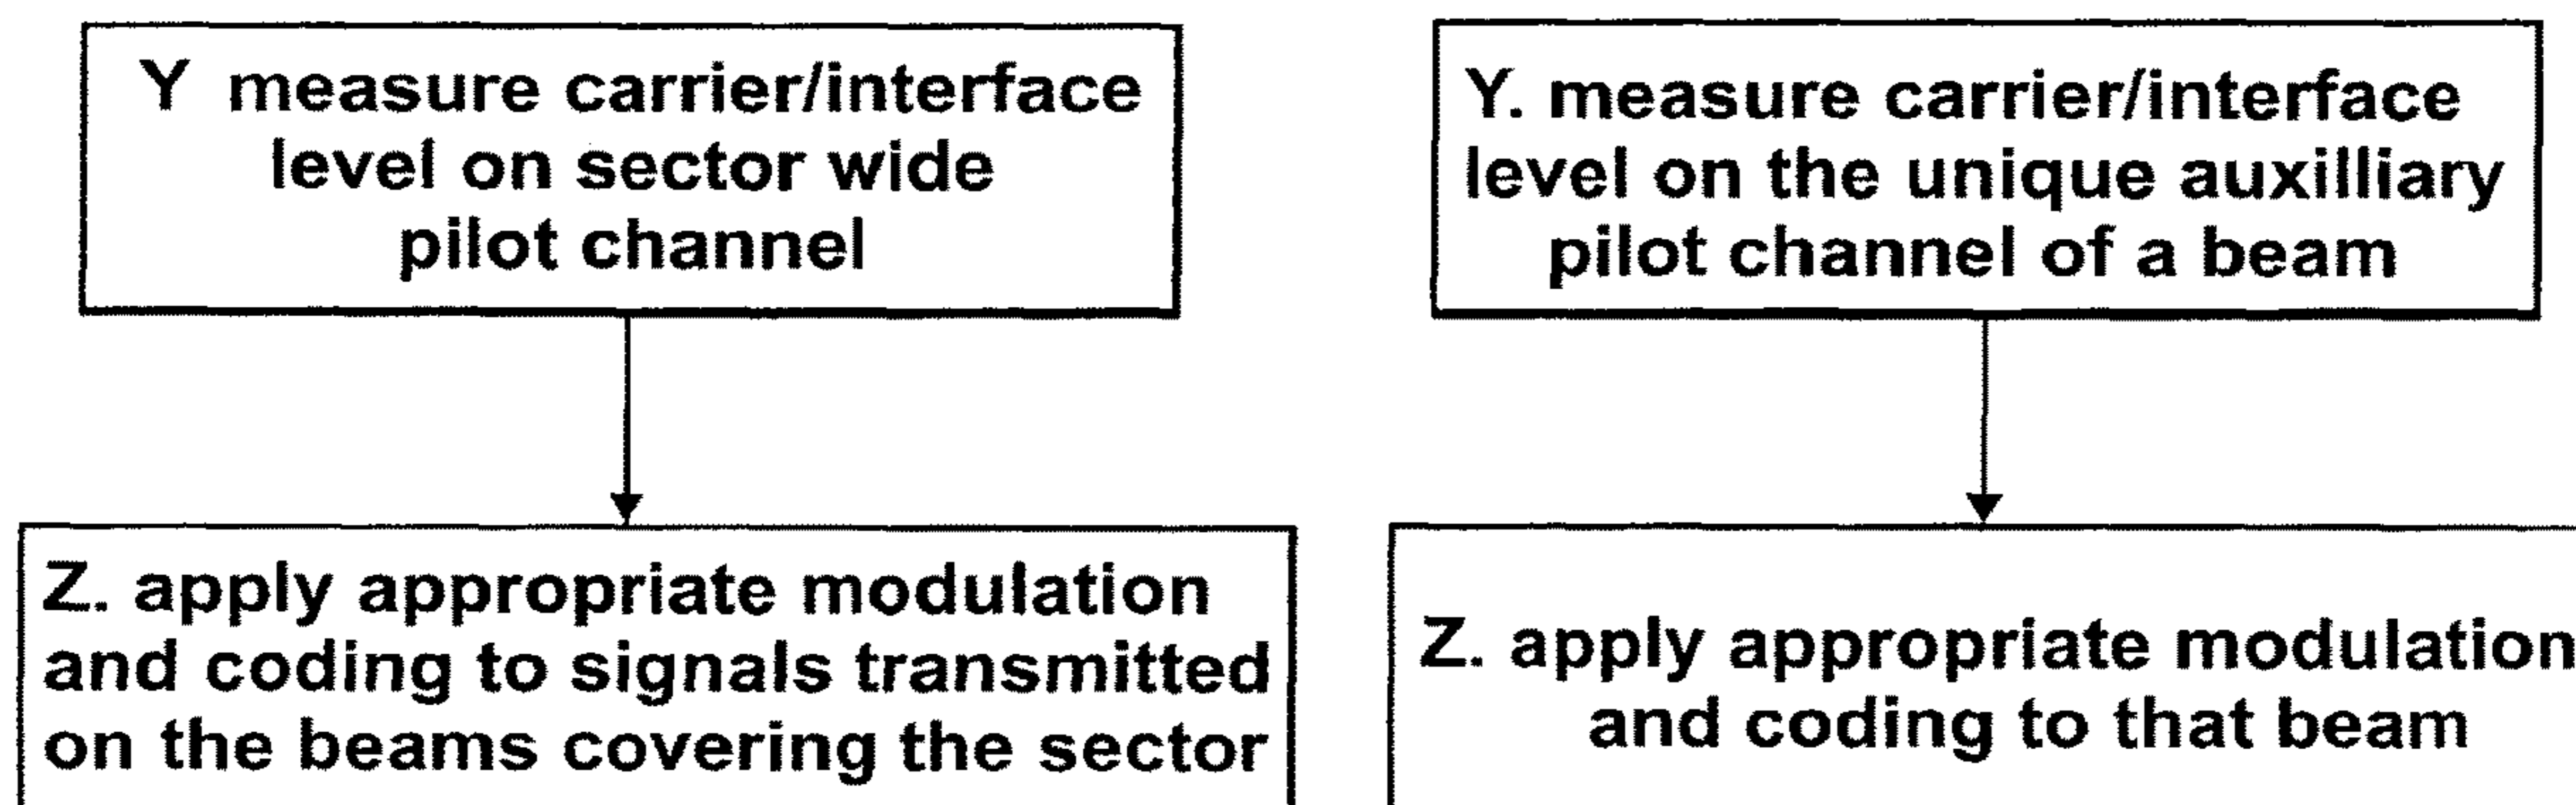 Y measure carrier/interface
level on sector wide
pilot channel
Y. measure carrier/interface
level on the unique auxilliary
pilot channel of a beam
Z. apply appropriate modulation
and coding to signals transmitted
on the beams covering the sector
Z. apply appropriate modulation
and coding to that beam